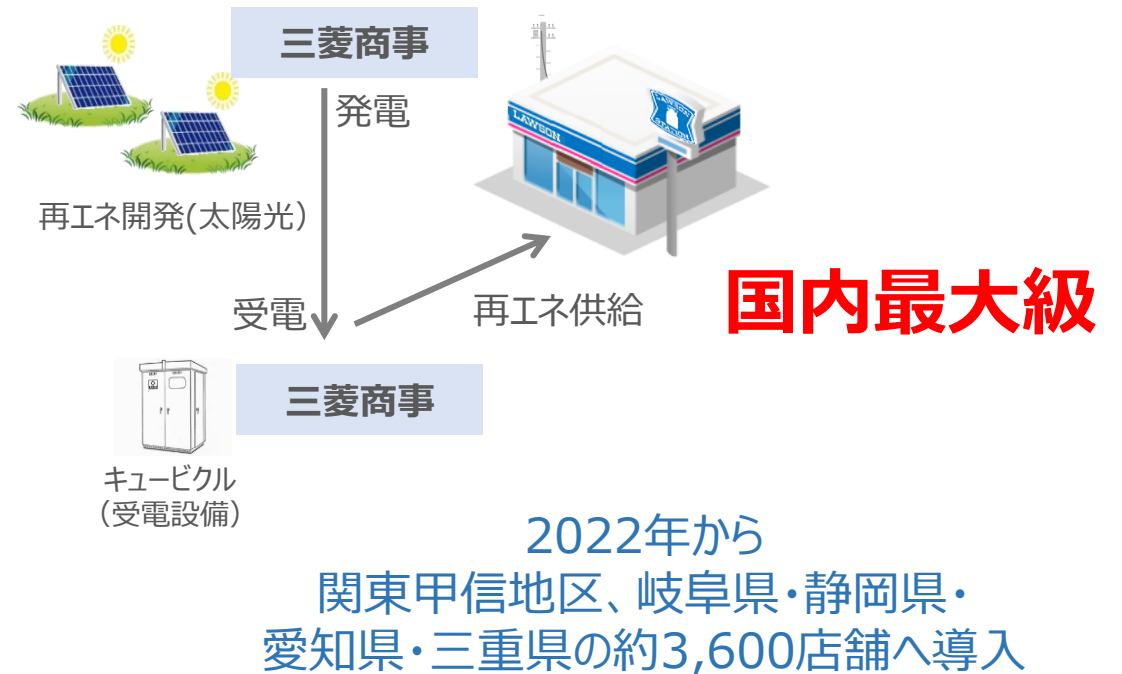 三菱商事
発電
LAWSON
LAWSON
STATION
再エネ開発(太陽光)
受電
再エネ供給
国内最大級
三菱商事
キュービクル
(受電設備)
2022年から
関東甲信地区、岐阜県・静岡県・
愛知県・三重県の約3,600店舗へ導入